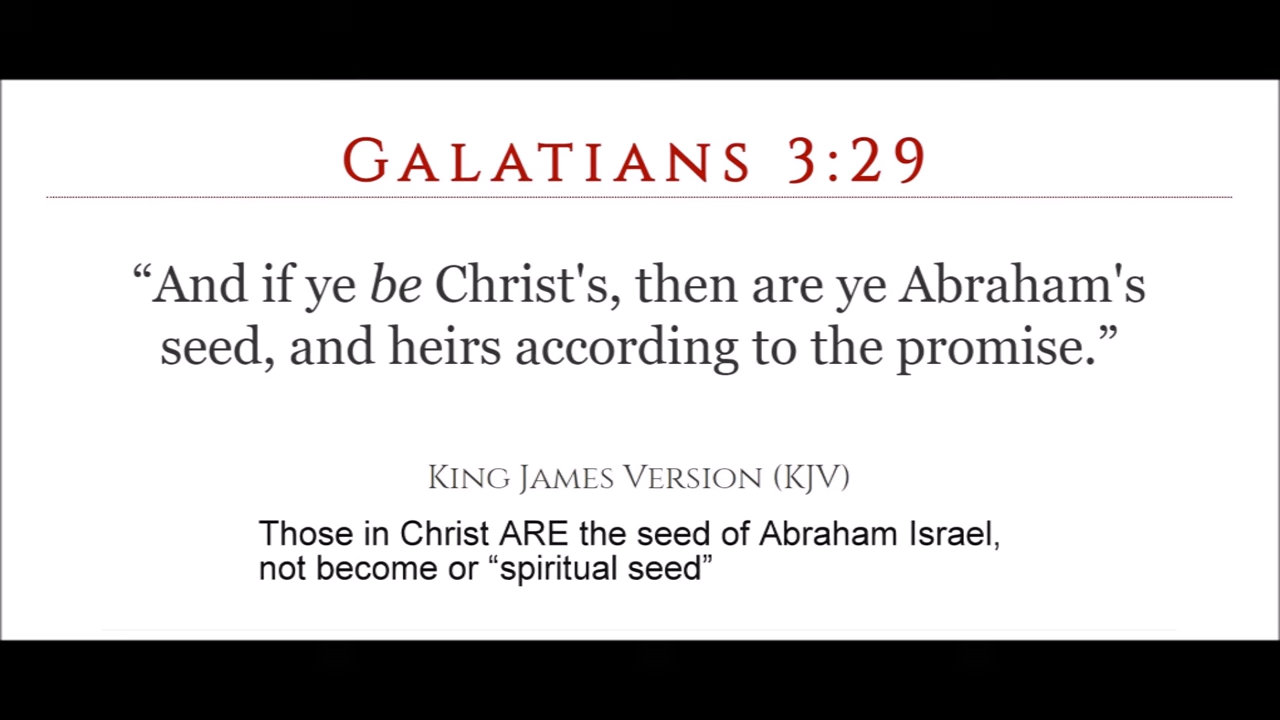 GALATIANS 3:29
“And if ye be Christ's, then are ye Abraham's
seed, and heirs according to the promise.”
KING JAMES VERSION (KJV)
Those in Christ ARE the seed of Abraham Israel,
not become or “spiritual seed”